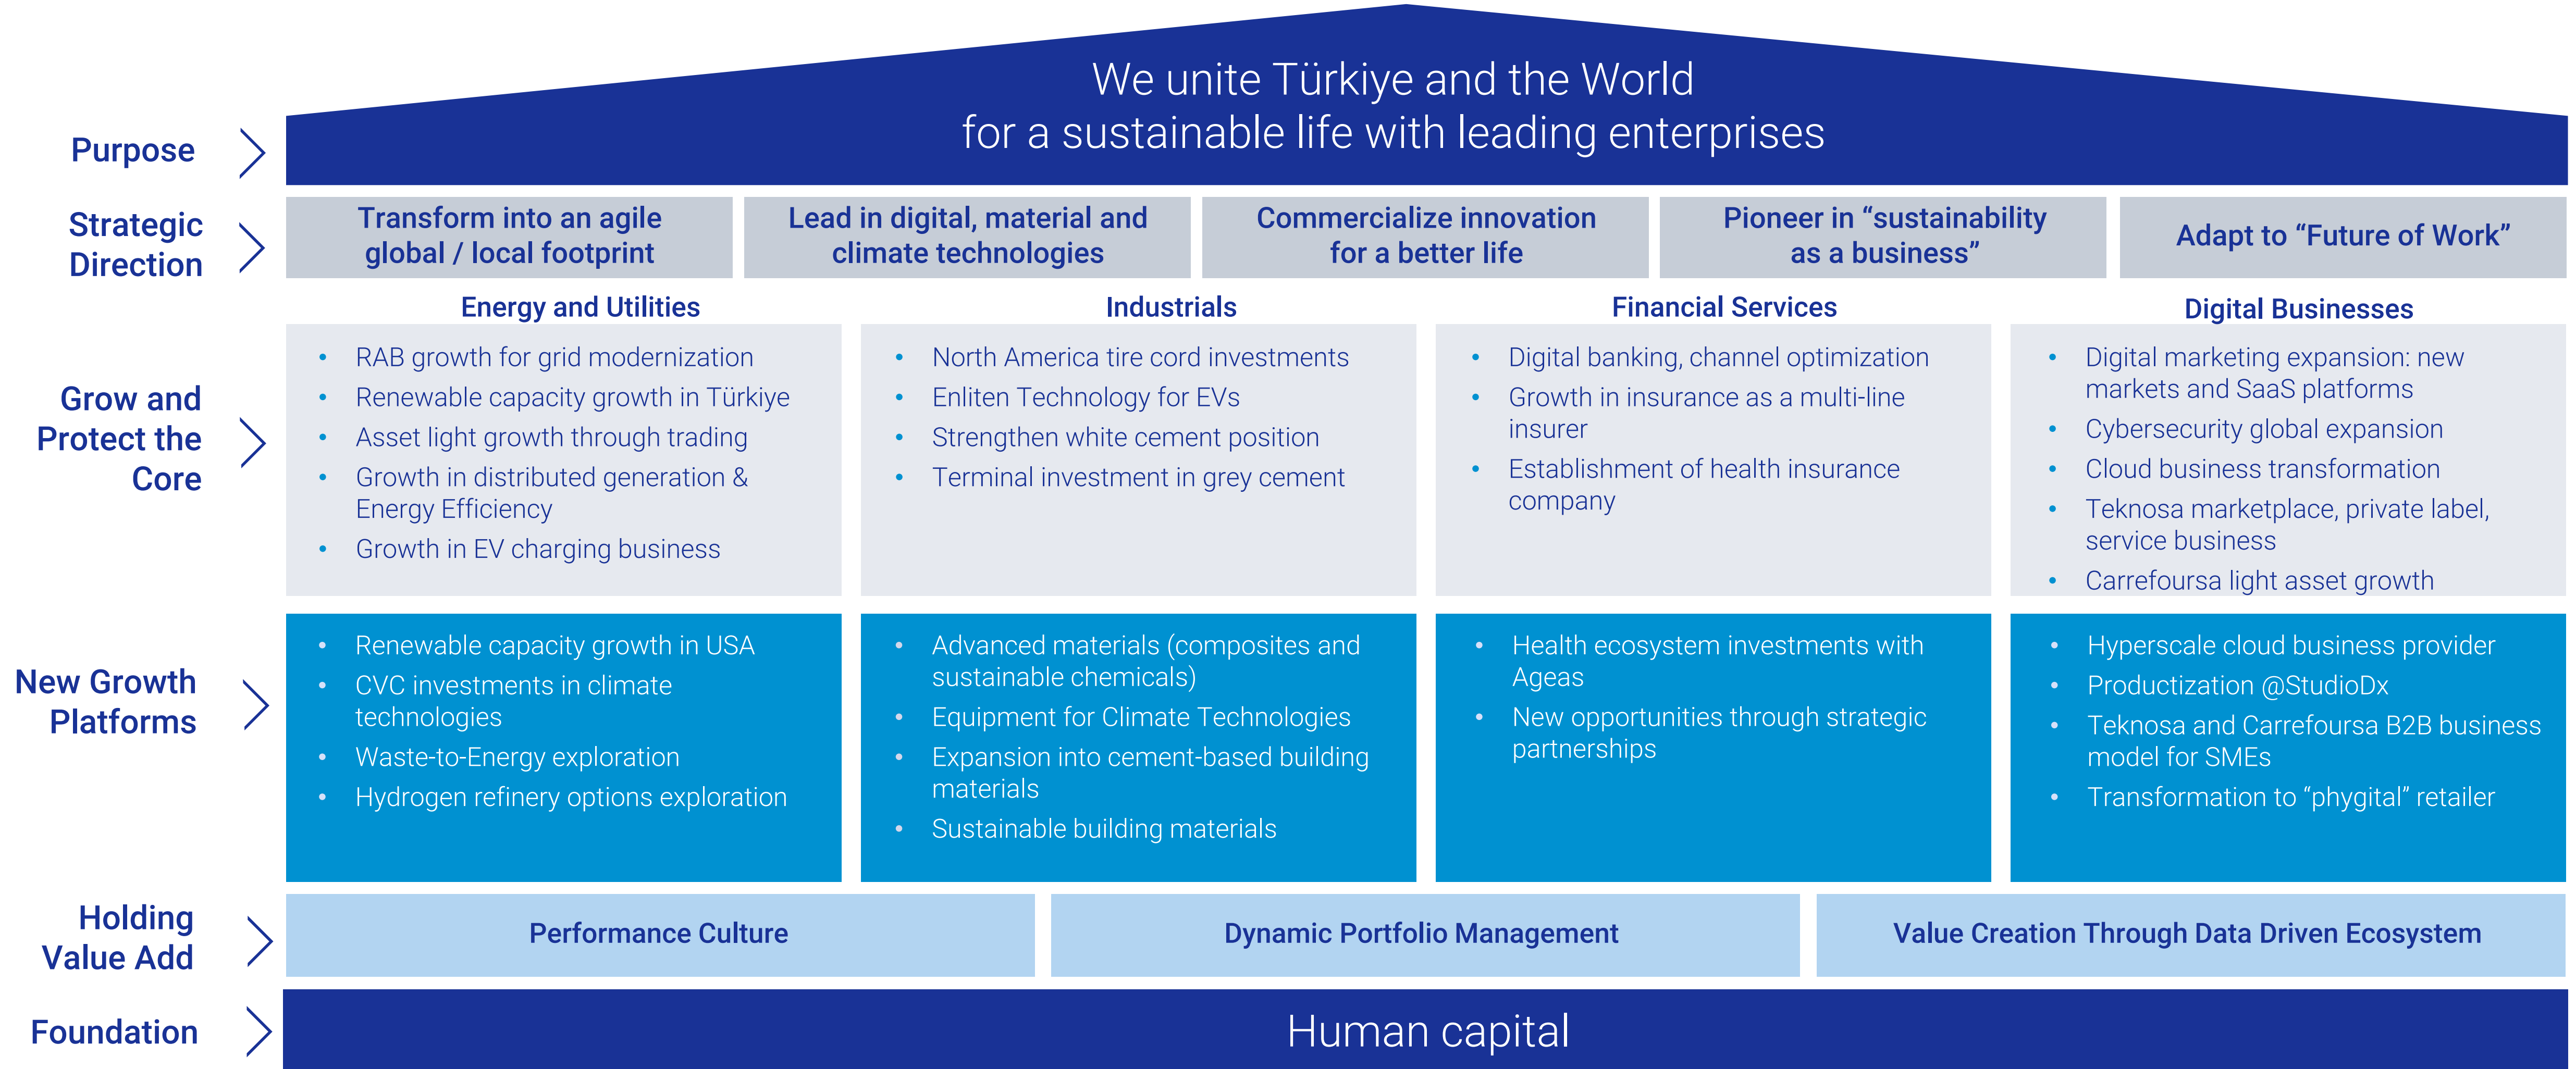 We unite Türkiye and the World
for a sustainable life with leading enterprises
Purpose
Strategic
Direction
Transform into an agile
global / local footprint
Lead in digital, material and
climate technologies
Commercialize innovation
for a better life
Pioneer in “sustainability
as a business”
Adapt to “Future of Work”
Energy and Utilities
Industrials
Financial Services
Digital Businesses
Grow and
Protect the
Core
• RAB growth for grid modernization
• Renewable capacity growth in Türkiye
• Asset light growth through trading
• Growth in distributed generation &
Energy Efficiency
• Growth in EV charging business
• North America tire cord investments
• Enliten Technology for EVs
• Strengthen white cement position
• Terminal investment in grey cement
• Digital banking, channel optimization
• Growth in insurance as a multi-line
insurer
• Establishment of health insurance
company
• Digital marketing expansion: new
markets and SaaS platforms
• Cybersecurity global expansion
• Cloud business transformation
• Teknosa marketplace, private label,
service business
• Carrefoursa light asset growth
New Growth
Platforms
• Renewable capacity growth in USA
• CVC investments in climate
technologies
• Waste-to-Energy exploration
• Hydrogen refinery options exploration
• Advanced materials (composites and
sustainable chemicals)
• Equipment for Climate Technologies
• Expansion into cement-based building
materials
• Sustainable building materials
• Health ecosystem investments with
Ageas
• New opportunities through strategic
partnerships
• Hyperscale cloud business provider
• Productization @StudioDx
• Teknosa and Carrefoursa B2B business
model for SMEs
• Transformation to “phygital” retailer
Holding
Value Add
Performance Culture
Dynamic Portfolio Management
Value Creation Through Data Driven Ecosystem
Foundation
Human capital